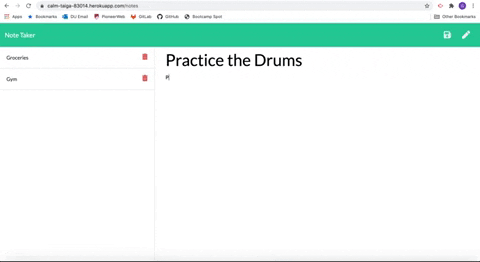 calm-taiga-83014.herokuapp.com/notes
Apps Bookmarks DU Email PioneerWeb GitLab GitHub Bootcamp Spot Other Bookmarks
Note Taker
Groceries
Gym
Practice the Drums